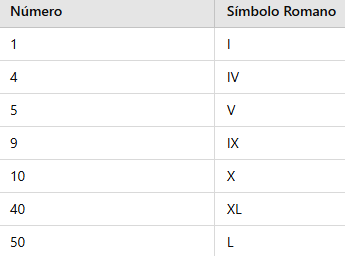 Número Símbolo Romano
1 I
4 IV
5 V
9 IX
10 X
40 XL
50 L